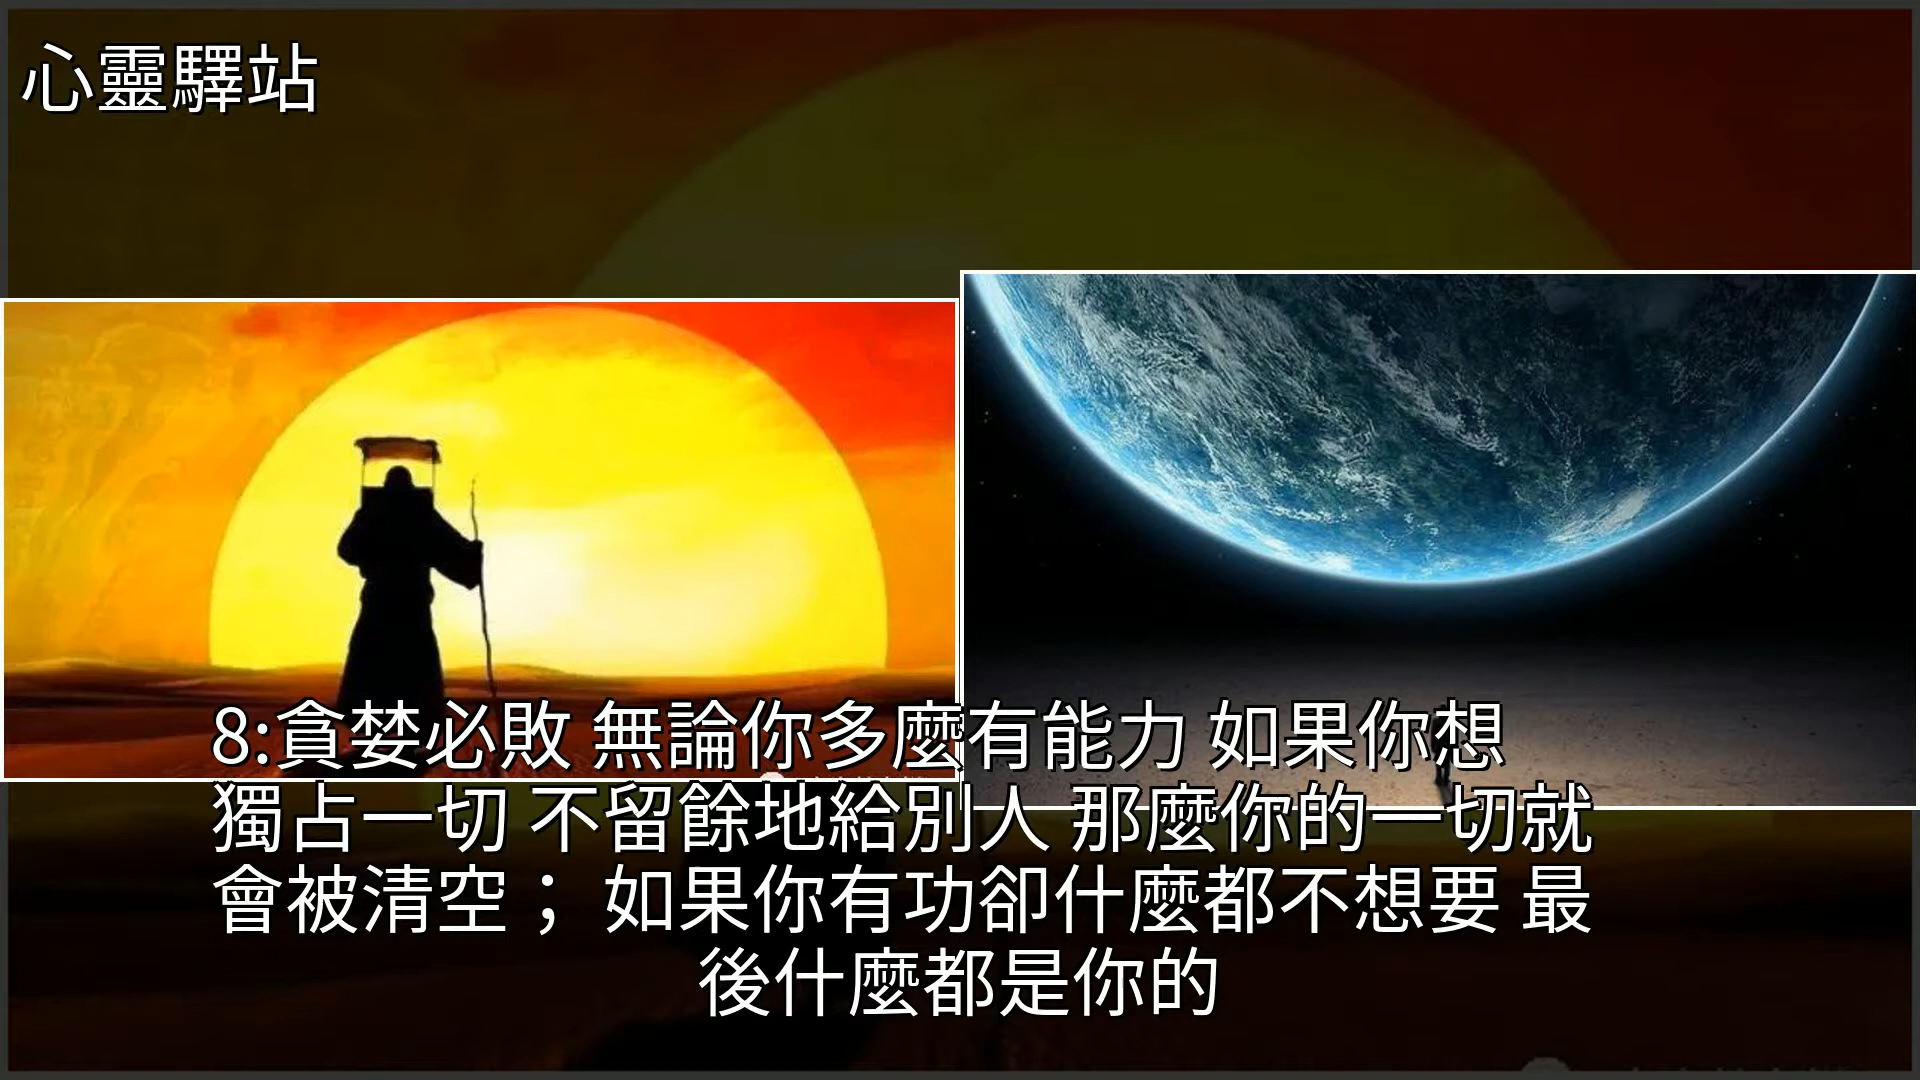 心靈驛站
8:貪婪必敗 無論你多麼有能力 如果你想
獨占一切 不留餘地給別人 那麼你的一切就
會被清空； 如果你有功卻什麼都不想要 最
後什麼都是你的